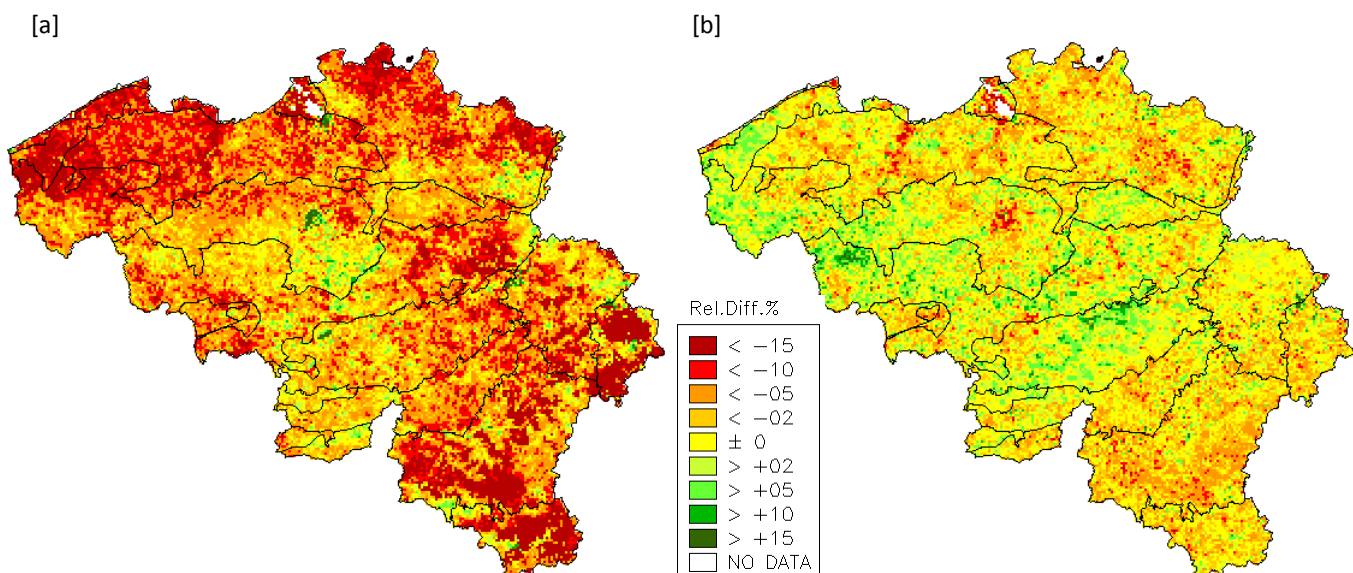 [a]
[b]
Rel.Diff.%
< -15
< -10
< -05
< -02
± 0
> +02
> +05
> +10
> +15
NO DATA